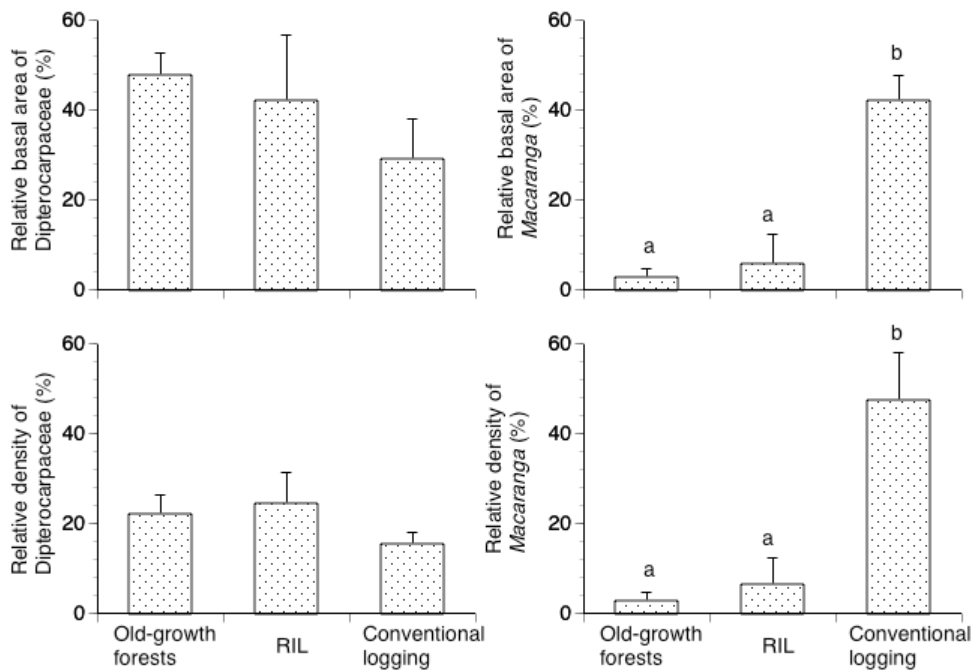 Relative basal area of
Dipterocarpaceae (%)
60
40
20
0
Relative basal area of
Macaranga (%)
60
40
20
0
a
a
b
Relative density of
Dipterocarpaceae (%)
60
40
20
0
Old-growth
forests
RIL
Conventional
logging
Relative density of
Macaranga (%)
60
40
20
0
a
a
b
Old-growth
forests
RIL
Conventional
logging